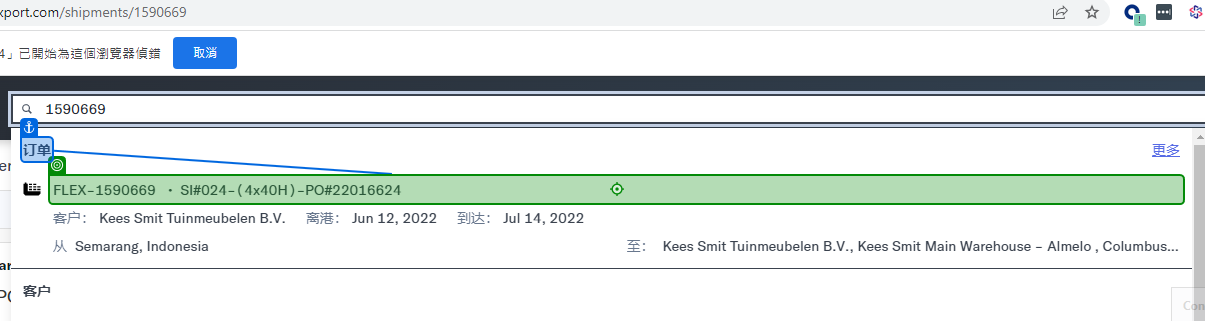 xport.com/shipments/1590669
4」已開始為這個瀏覽器偵錯 取消
1590669
订单 更多
FLEX-1590669 · SI#024-(4x40H)-PO#22016624
客户： Kees Smit Tuinmeubelen B.V. 离港： Jun 12, 2022 到达： Jul 14, 2022
从 Semarang, Indonesia 至： Kees Smit Tuinmeubelen B.V., Kees Smit Main Warehouse – Almelo , Columbus...
客户
Con